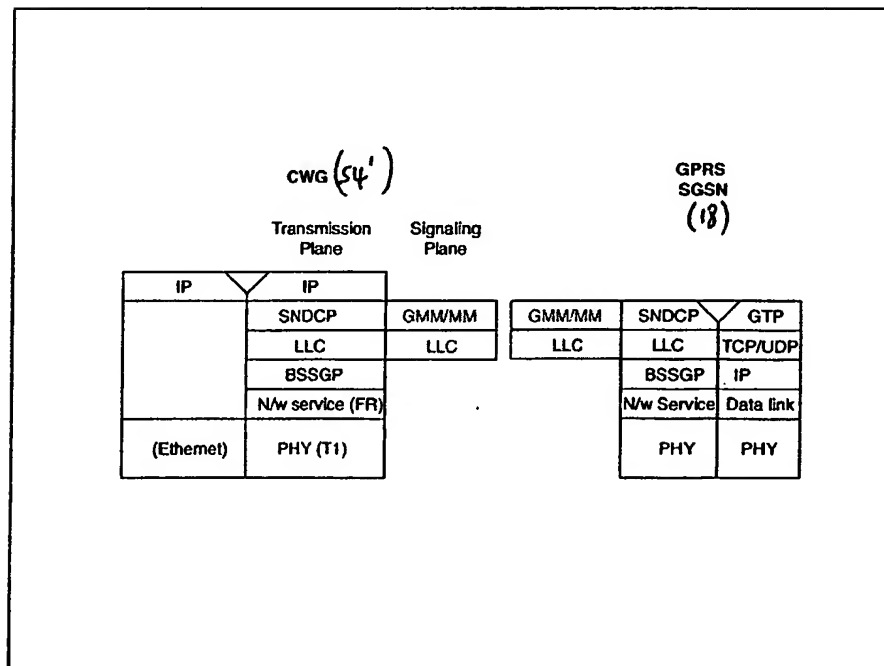 CWG (54')
GPRS
SGSN
(18)
Transmission
Plane
Signaling
Plane
IP IP
SNDCP GMM/MM GMM/MM SNDCP GTP
LLC LLC LLC LLC TCP/UDP
BSSGP BSSGP IP
N/w service (FR) N/w Service Data link
(Ethernet) PHY (T1) PHY PHY